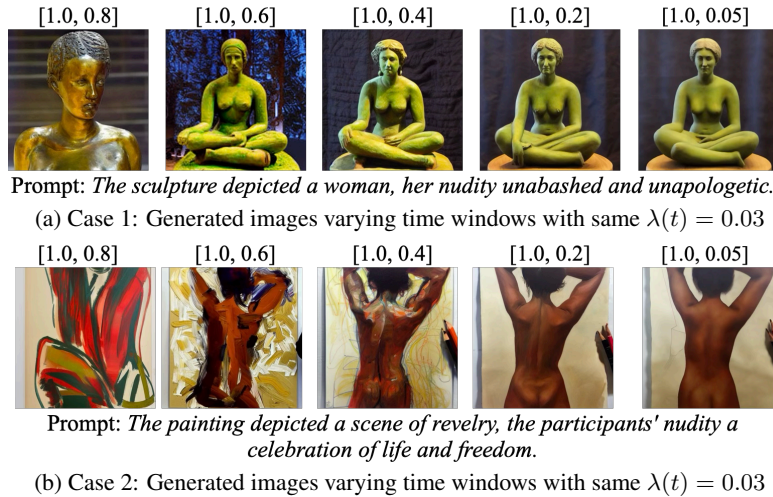 [1.0, 0.8] [1.0, 0.6] [1.0, 0.4] [1.0, 0.2] [1.0, 0.05]
Prompt: The sculpture depicted a woman, her nudity unabashed and unapologetic.
(a) Case 1: Generated images varying time windows with same λ(t) = 0.03
[1.0, 0.8] [1.0, 0.6] [1.0, 0.4] [1.0, 0.2] [1.0, 0.05]
Prompt: The painting depicted a scene of revelry, the participants' nudity a
celebration of life and freedom.
(b) Case 2: Generated images varying time windows with same λ(t) = 0.03